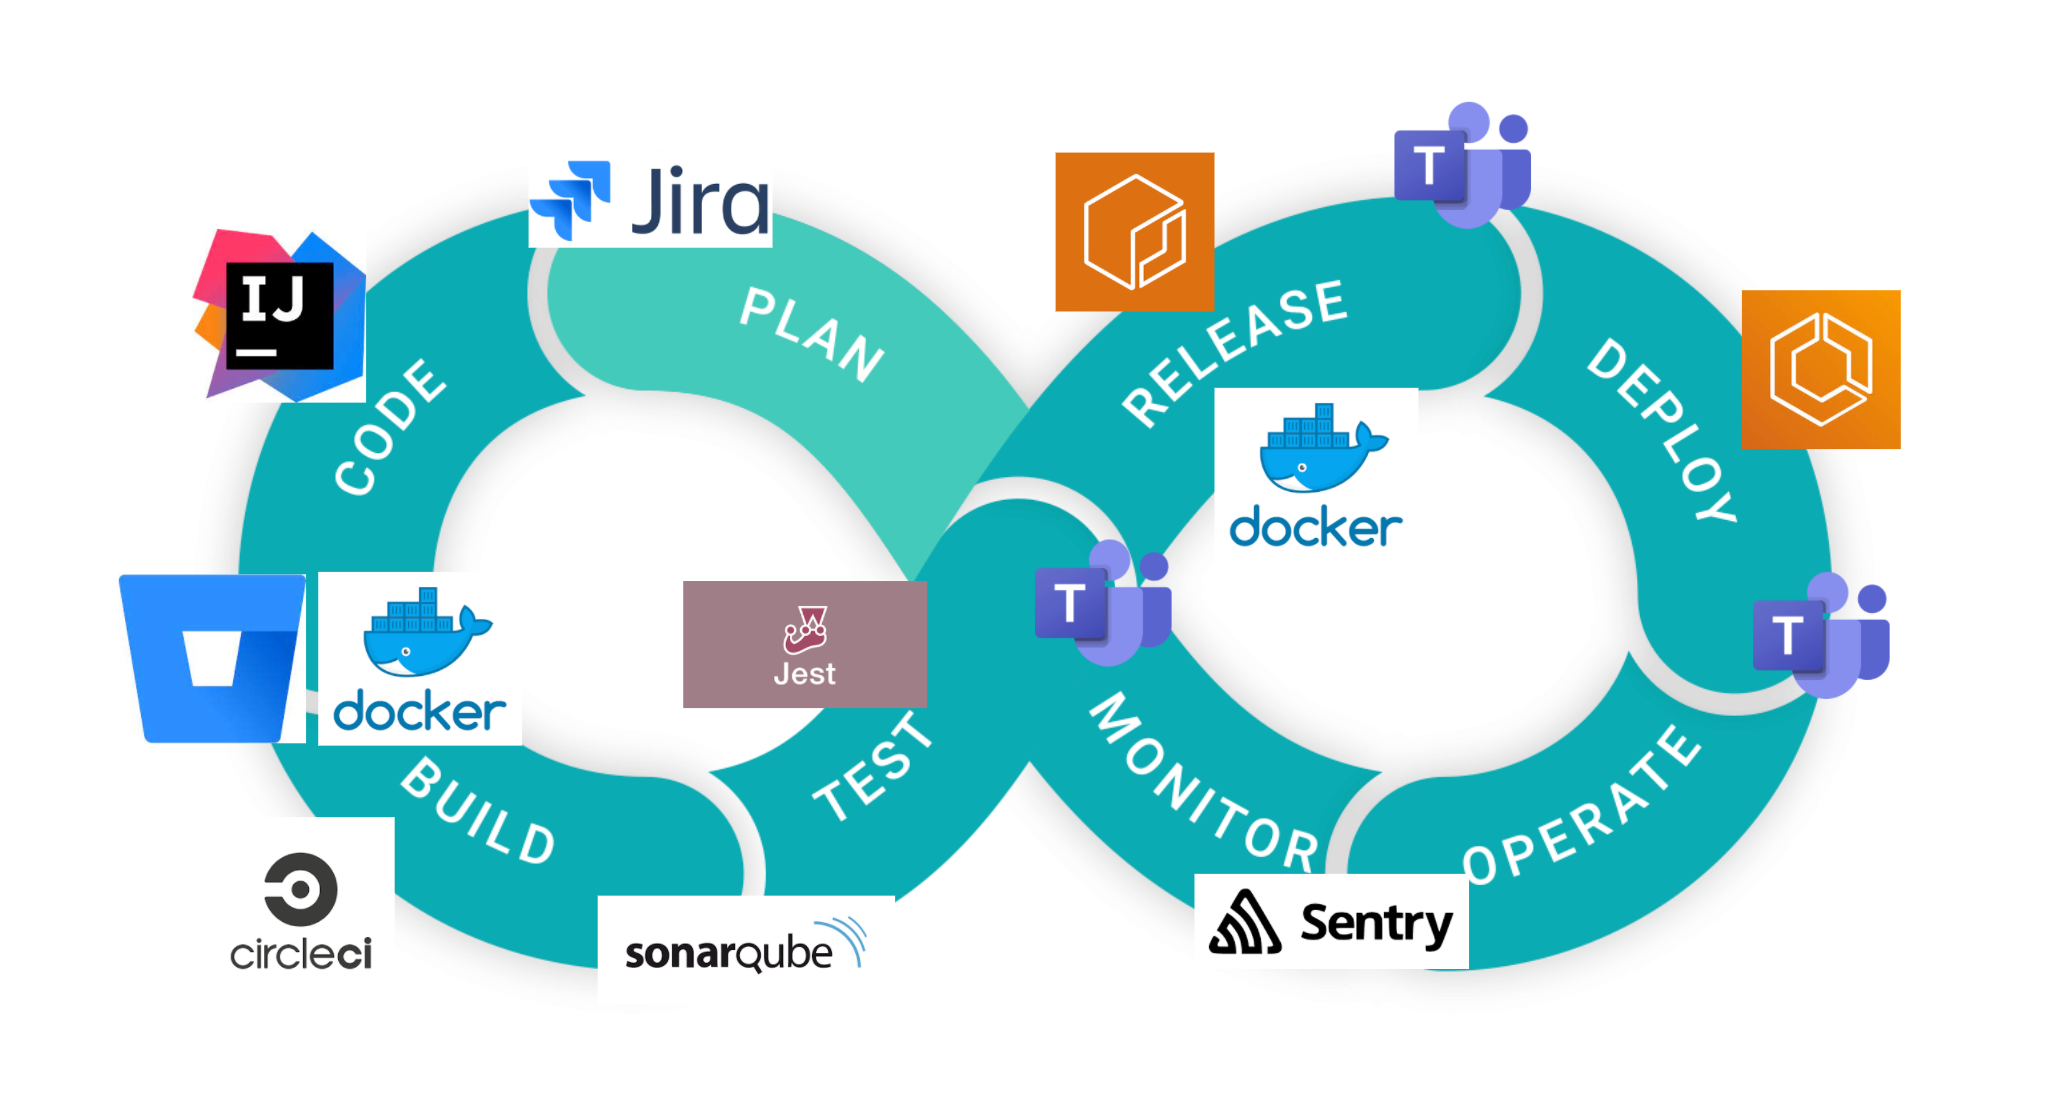 Jira
PLAN
IJ
CODE
docker
BUILD
circleci
sonarqube
Jest
TEST
T
RELEASE
docker
T
DEPLOY
T
OPERATE
MONITOR
Sentry